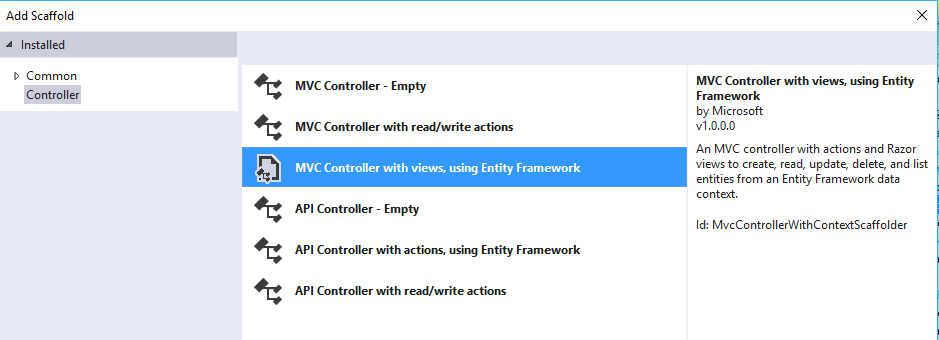 Add Scaffold
Installed
Common
Controller
MVC Controller - Empty
MVC Controller with read/write actions
MVC Controller with views, using Entity Framework
API Controller - Empty
API Controller with actions, using Entity Framework
API Controller with read/write actions
MVC Controller with views, using Entity
Framework
by Microsoft
v1.0.0.0
An MVC controller with actions and Razor
views to create, read, update, delete, and list
entities from an Entity Framework data
context.
Id: MvcControllerWithContextScaffolder